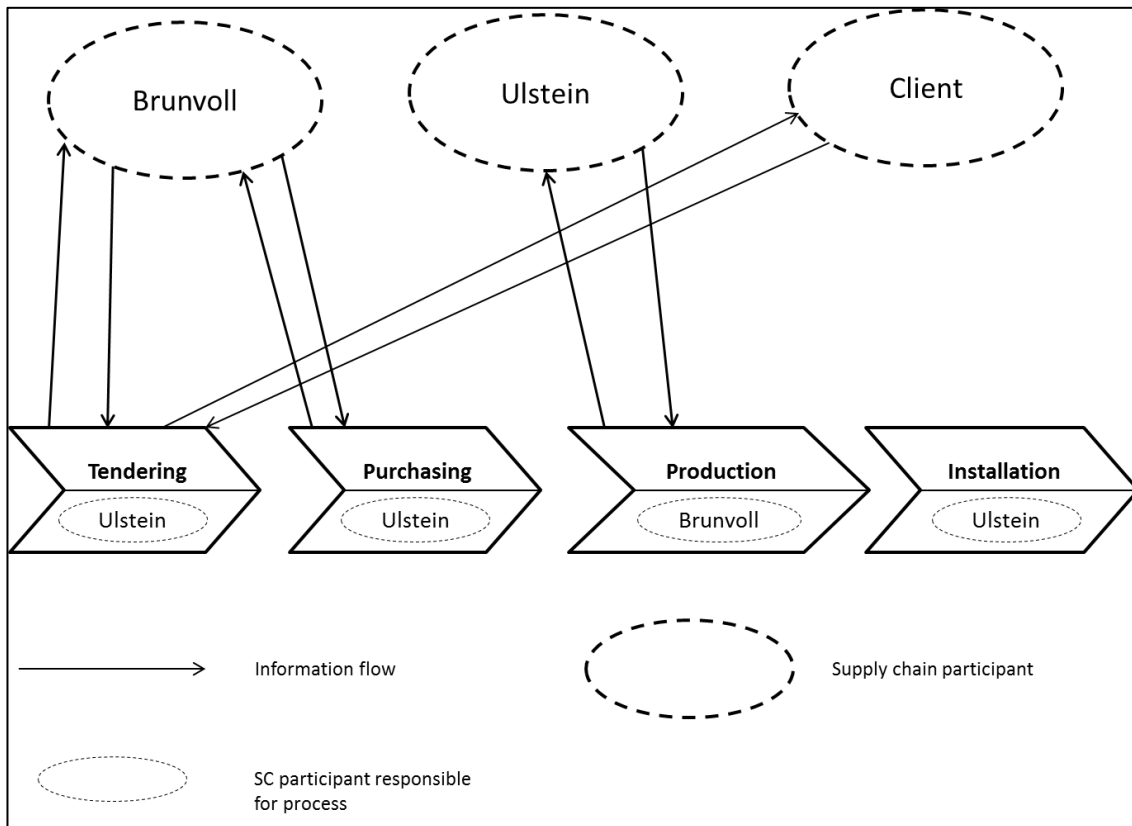 Brunvoll
Ulstein
Client
Tendering
Purchasing
Production
Installation
Ulstein
Ulstein
Brunvoll
Ulstein
Information flow
Supply chain participant
SC participant responsible
for process